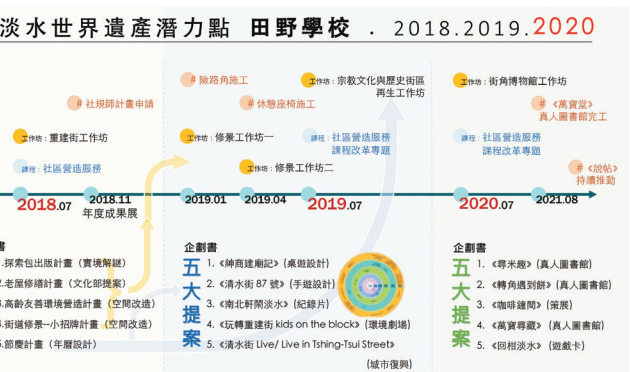 淡水世界遺產潛力點 田野學校 . 2018.2019.2020
# 社規師計畫申請
工作坊：重建街工作坊
課程：社區營造服務
# 險路角施工
# 休憩座椅施工
工作坊：宗教文化與歷史街區
再生工作坊
工作坊：修景工作坊一
課程：社區營造服務
課程改革專題
工作坊：修景工作坊二
工作坊：街角博物館工作坊
# 《萬寶堂》
真人圖書館完工
課程：社區營造服務
課程改革專題
# 《說帖》
持續推動
2018.07
2018.11
年度成果展
2019.01
2019.04
2019.07
2020.07
2021.08
書
1.探索包出版計畫（實境解謎）
2.老屋修繕計畫（文化部提案）
3.高齡友善環境營造計畫（空間改造）
4.街道修景--小招牌計畫（空間改造）
5.節慶計畫（年曆設計）
企劃書
五大提案
1. 《紳商建廟記》（桌遊設計）
2. 《清水街 87 號》（手遊設計）
3. 《南北軒鬧淡水》（紀錄片）
4. 《玩轉重建街 kids on the block》（環境劇場）
5. 《清水街 Live/ Live in Tshing-Tsui Street》
（城市復興）
企劃書
五大提案
1. 《尋米趣》（真人圖書館）
2. 《轉角遇到餅》（真人圖書館）
3. 《咖啡鐘間》（策展）
4. 《萬寶尋藏》（真人圖書館）
5. 《回柑淡水》（遊戲卡）